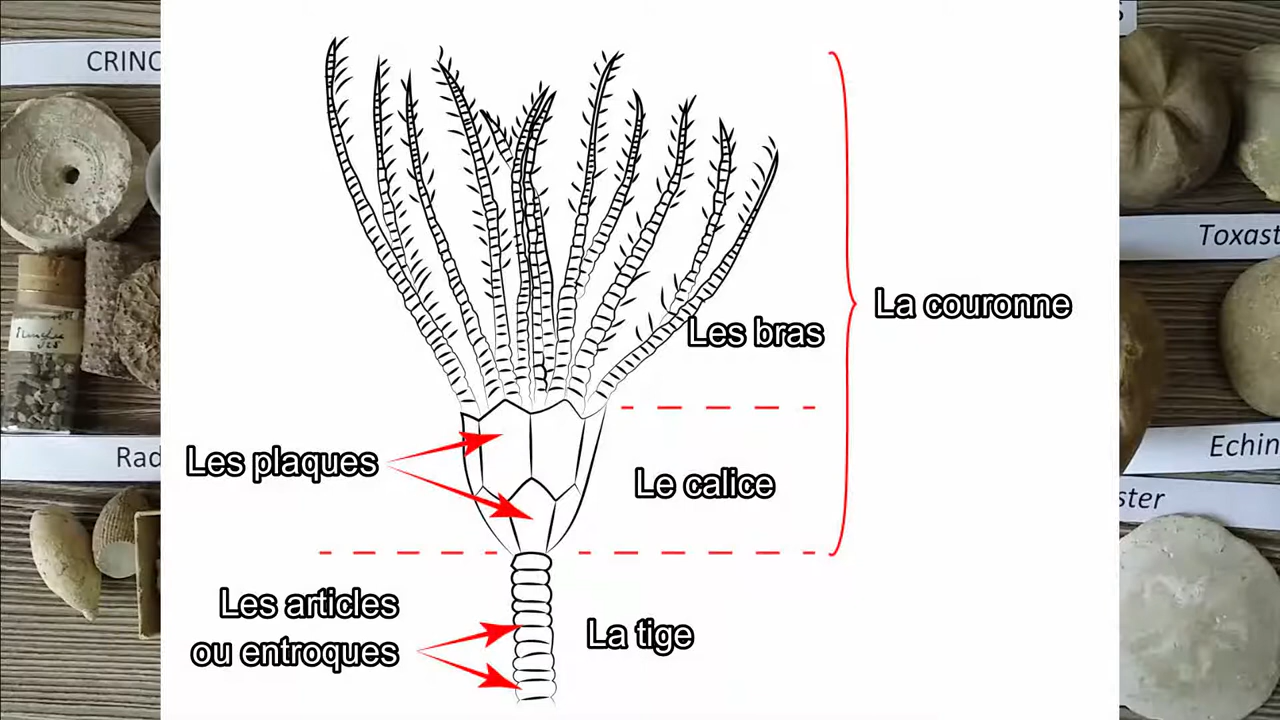 CRINO
Rad
La couronne
Les bras
Les plaques
Le calice
Les articles
ou entroques
La tige
Toxast
Echin
ster